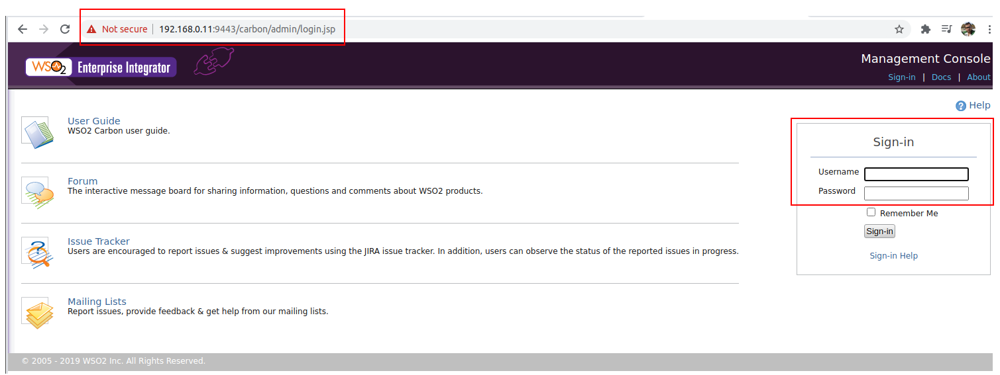 Not secure | 192.168.0.11:9443/carbon/admin/login.jsp
WSO2 Enterprise Integrator
Management Console
Sign-in | Docs | About
Help
User Guide
WSO2 Carbon user guide.
Forum
The interactive message board for sharing information, questions and comments about WSO2 products.
Issue Tracker
Users are encouraged to report issues & suggest improvements using the JIRA issue tracker. In addition, users can observe the status of the reported issues in progress.
Mailing Lists
Report issues, provide feedback & get help from our mailing lists.
Sign-in
Username
Password
Remember Me
Sign-in
Sign-in Help
© 2005 - 2019 WSO2 Inc. All Rights Reserved.